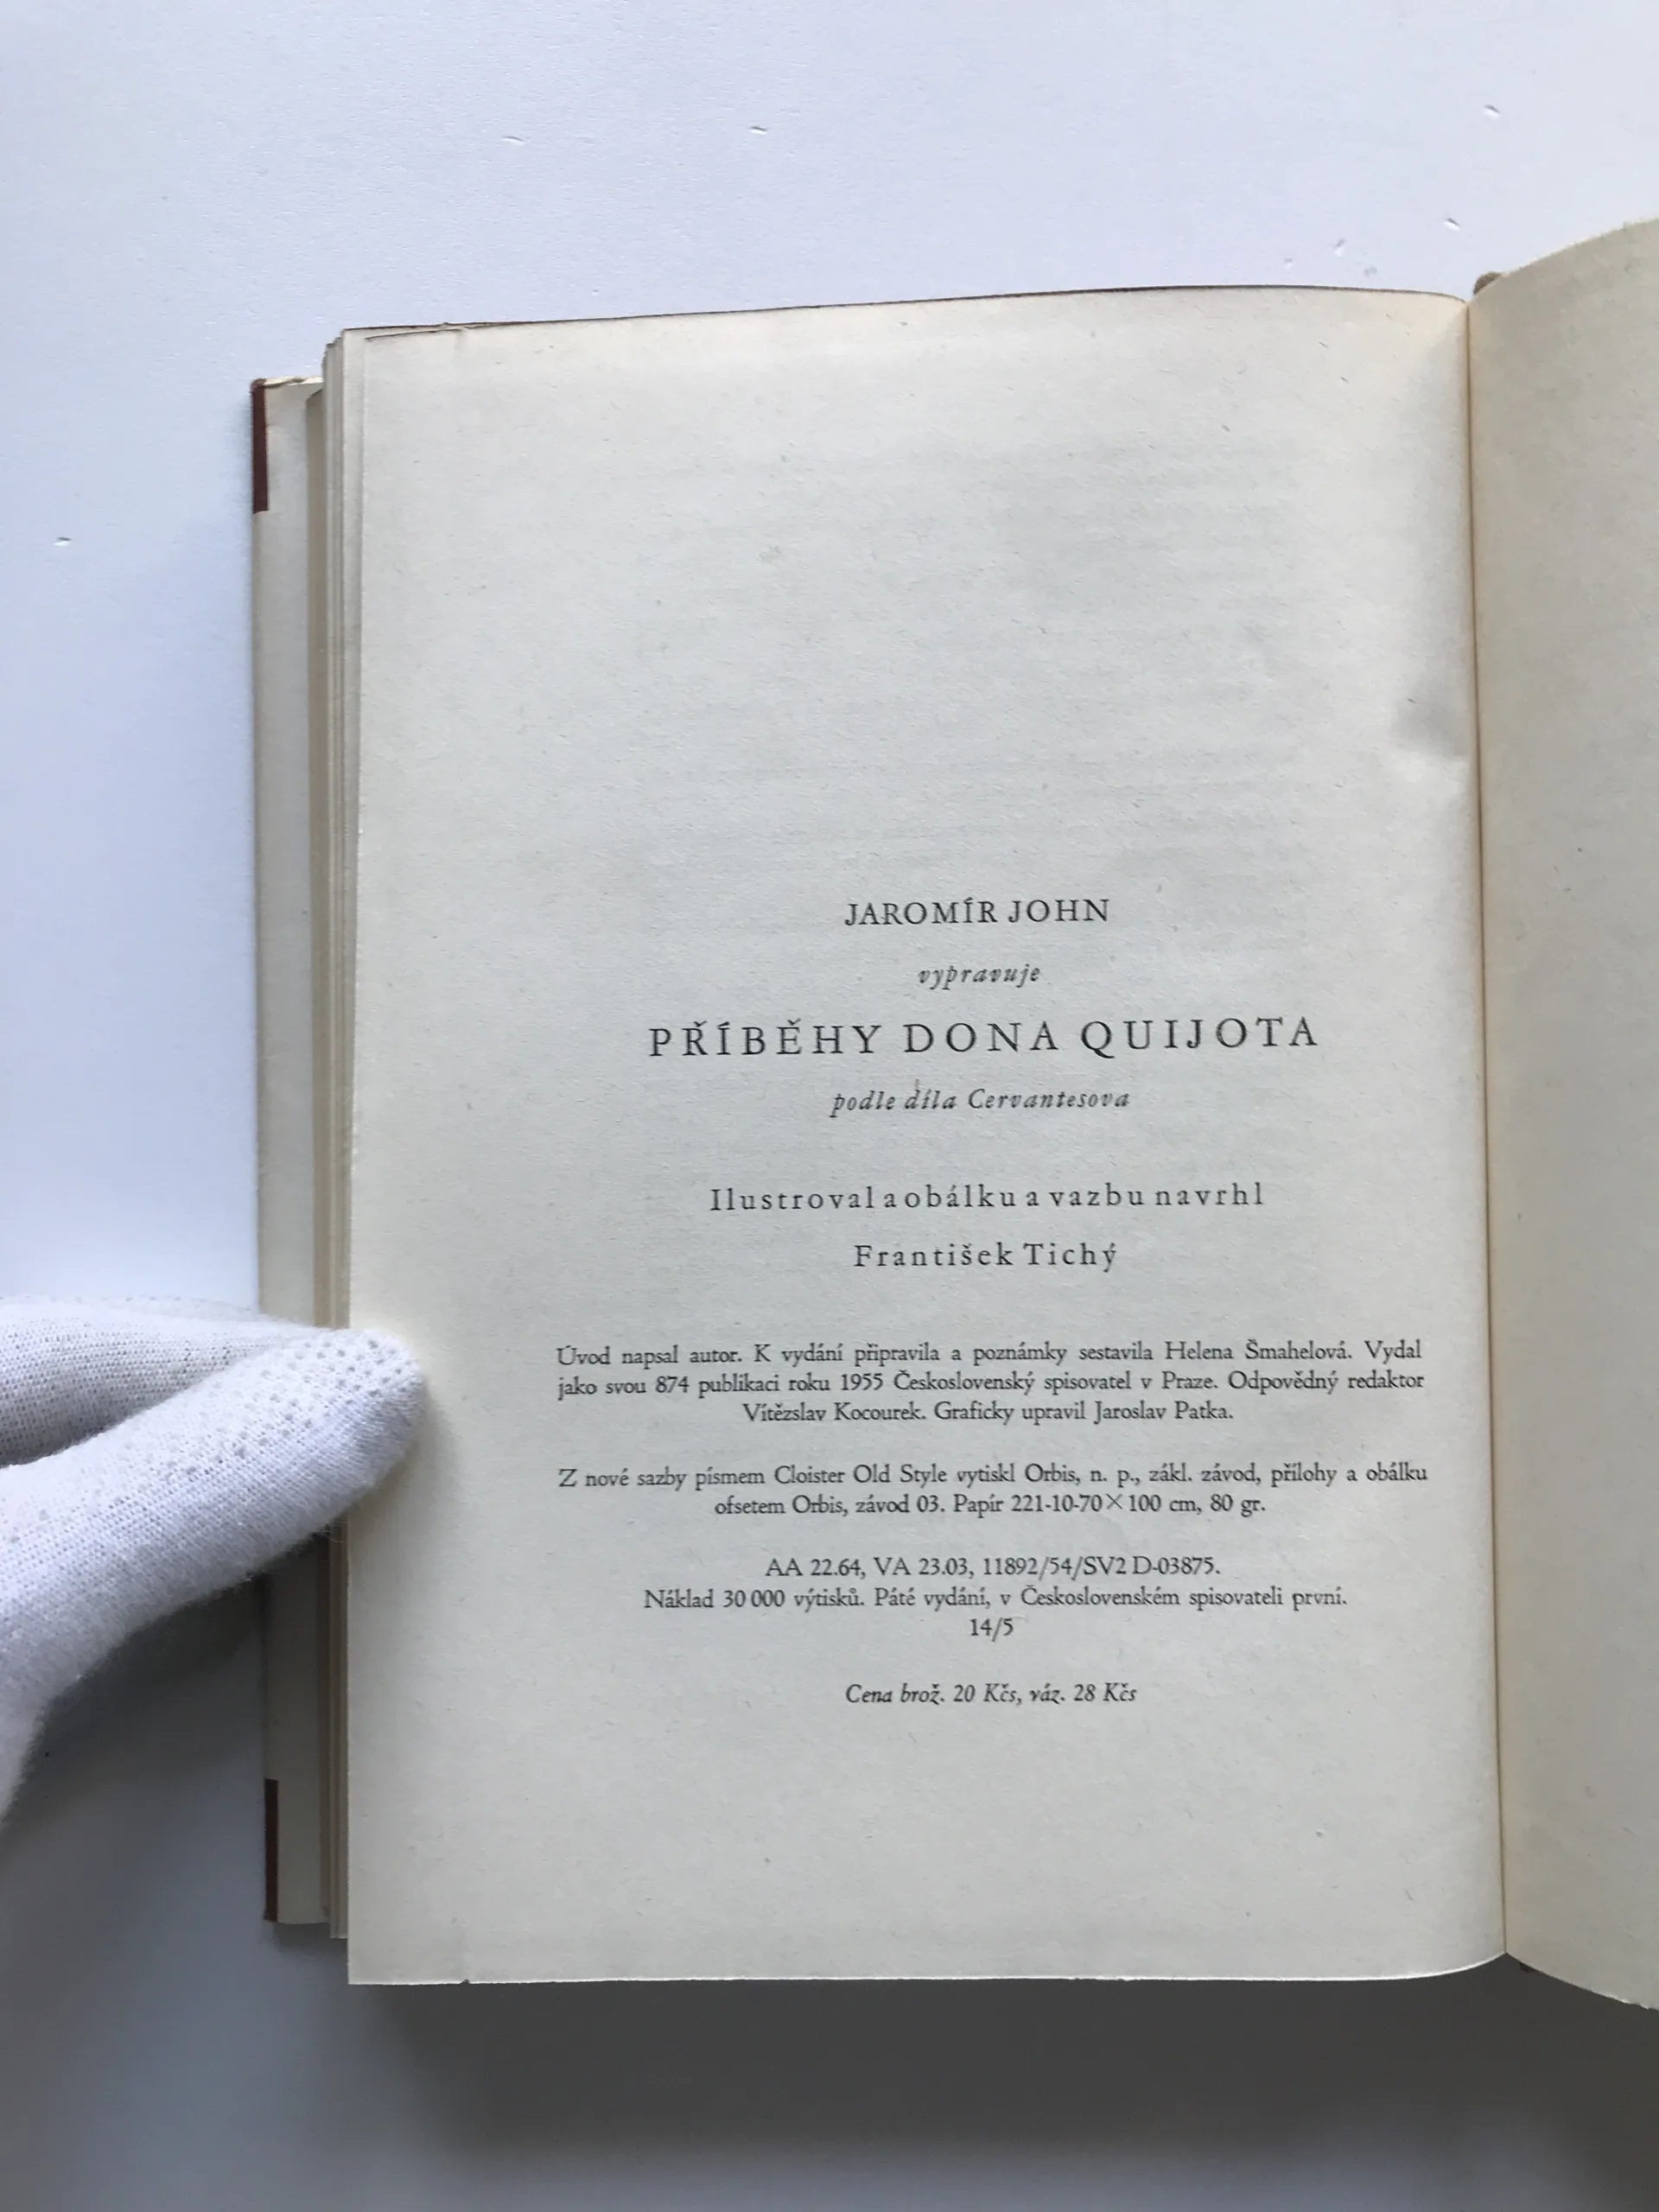 JAROMÍR JOHN
vypravuje
PŘÍBĚHY DONA QUIJOTA
podle díla Cervantesova
Ilustroval a obálku a vazbu navrhl
František Tichý
Úvod napsal autor. K vydání připravila a poznámky sestavila Helena Šmahelová. Vydal
jako svou 874 publikaci roku 1955 Československý spisovatel v Praze. Odpovědný redaktor
Vítězslav Kocourek. Graficky upravil Jaroslav Patka.
Z nové sazby písmem Cloister Old Style vytiskl Orbis, n. p., zákl. závod, přílohy a obálku
ofsetem Orbis, závod 03. Papír 221-10-70×100 cm, 80 gr.
AA 22.64, VA 23.03, 11892/54/SV2 D-03875.
Náklad 30 000 výtisků. Páté vydání, v Československém spisovateli první.
14/5
Cena brož. 20 Kčs, váz. 28 Kčs